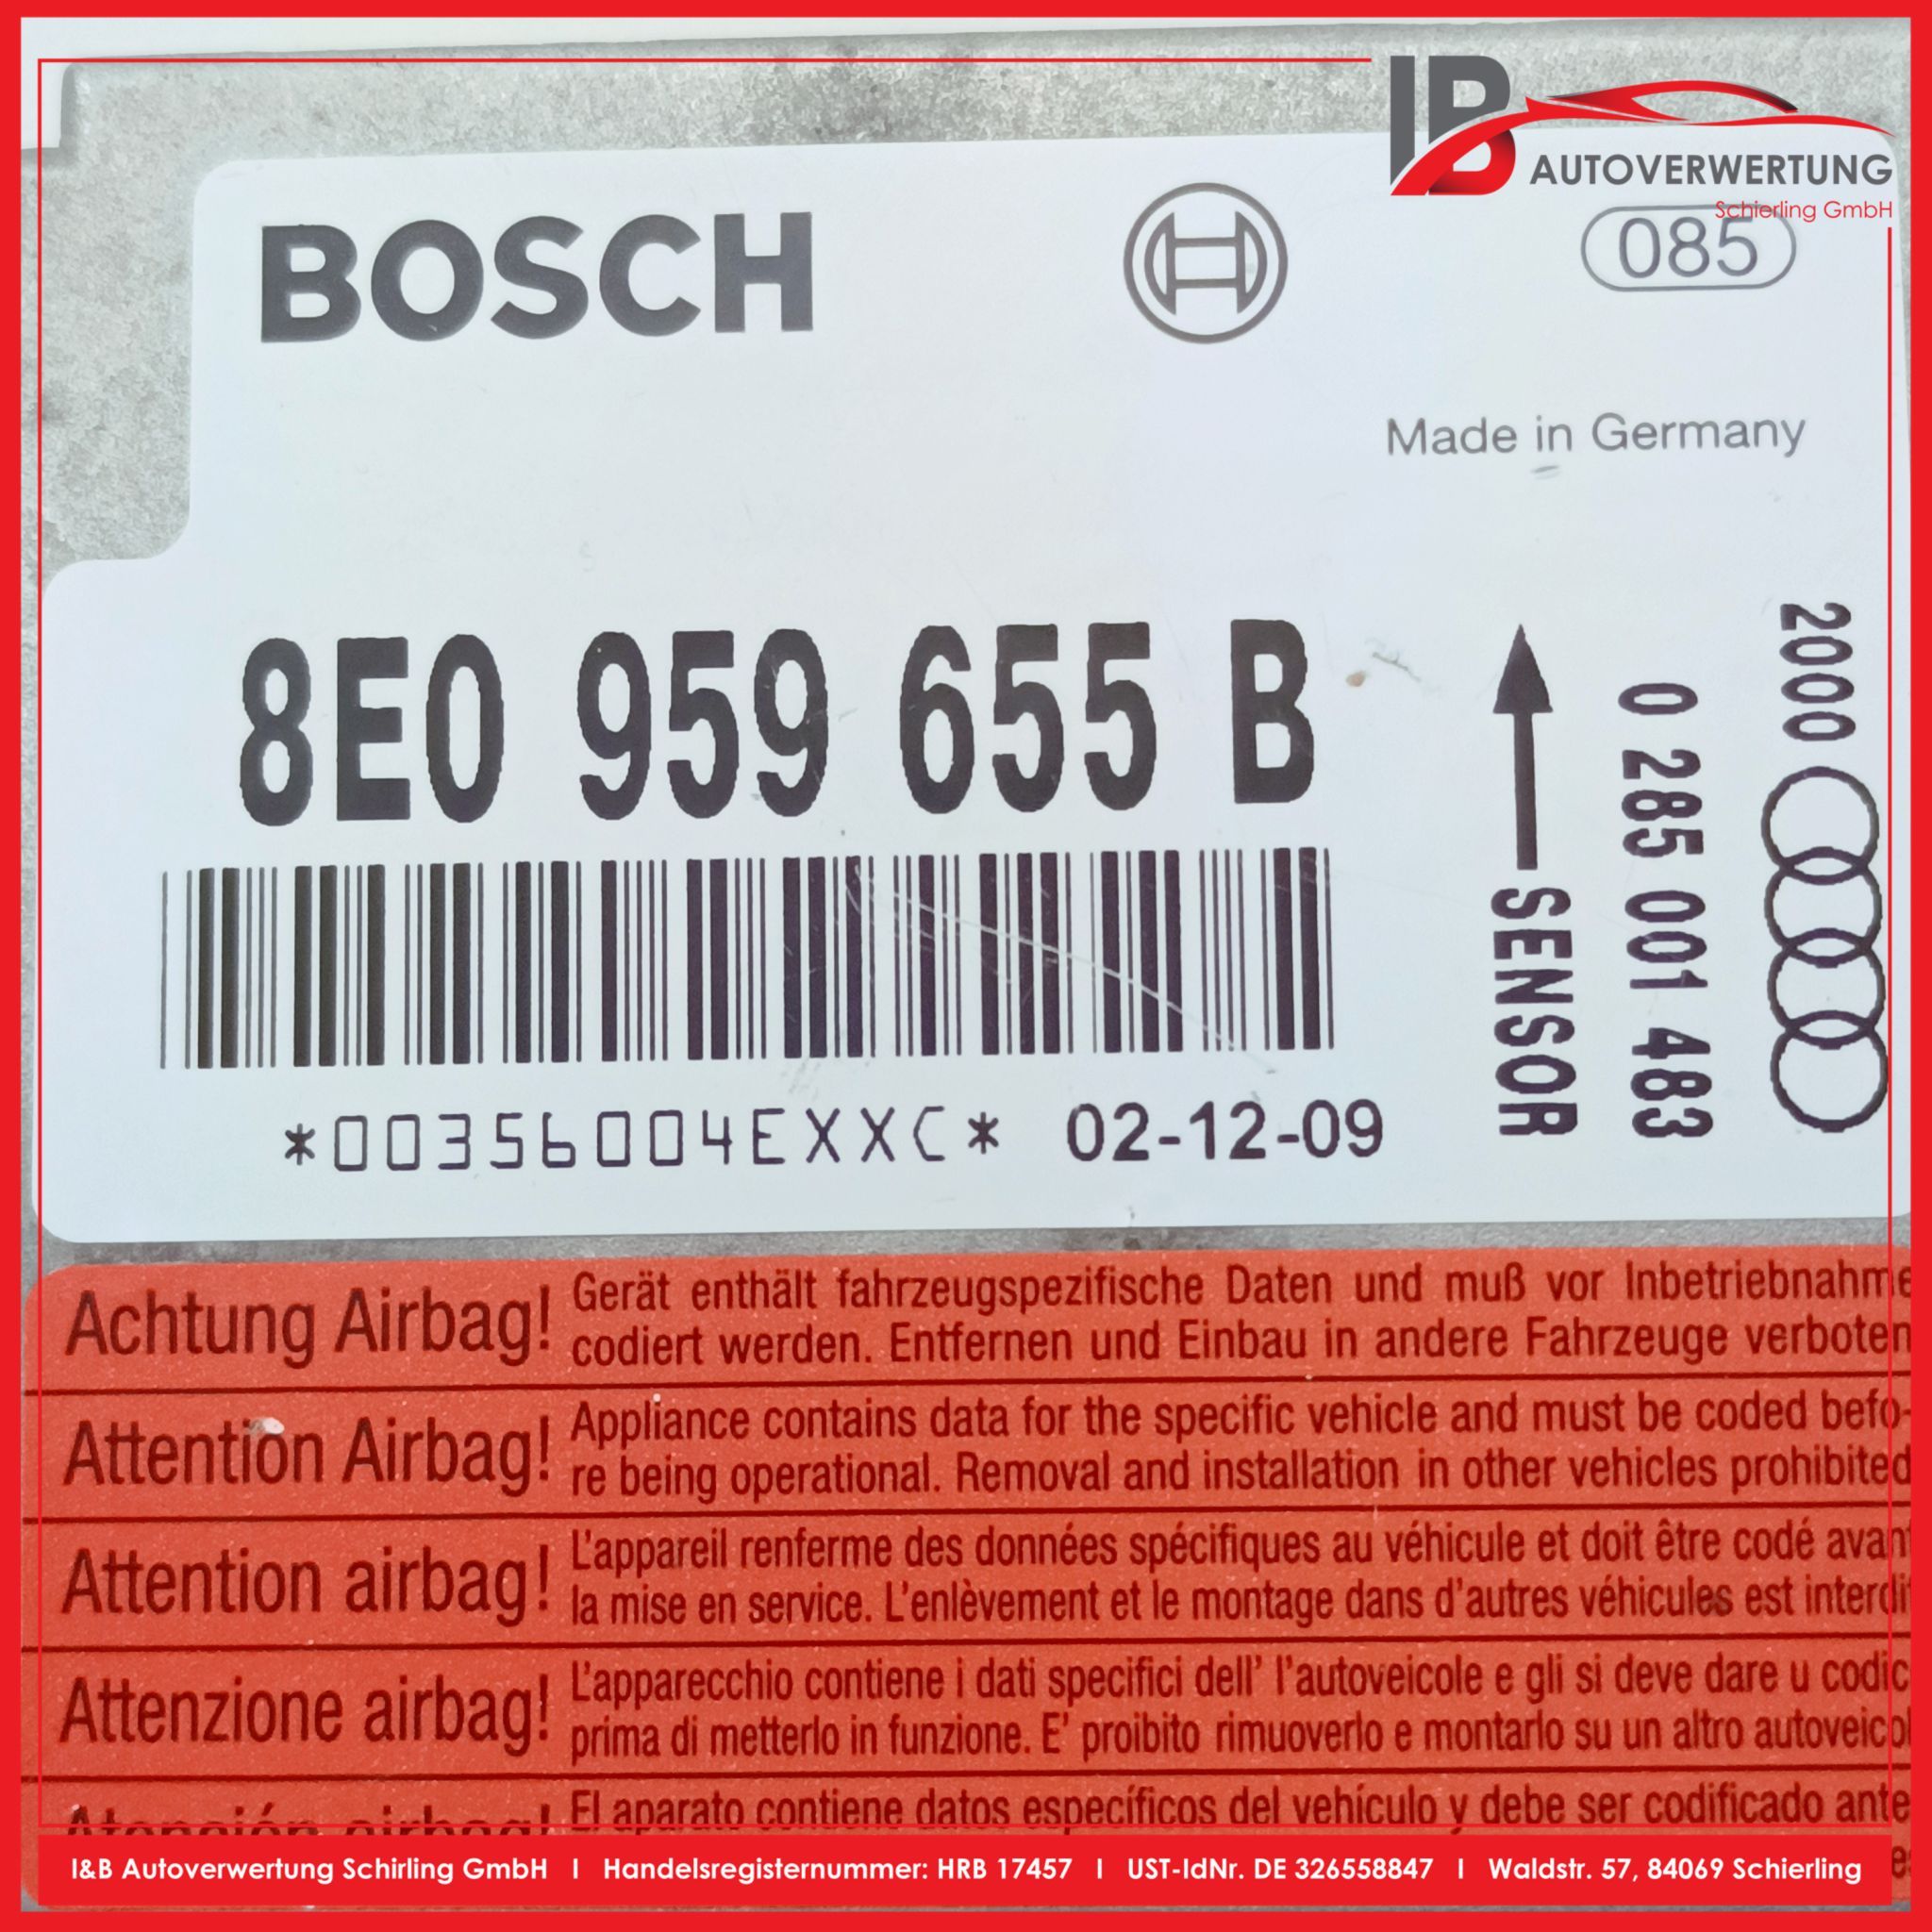 IB
AUTOVERWERTUNG
Schierling GmbH
BOSCH
085
Made in Germany
8E0 959 655 B
*00356004EXXC* 02-12-09
SENSOR
0 285 001 483
2000
Achtung Airbag!
Gerät enthält fahrzeugspezifische Daten und muß vor Inbetriebnahme
codiert werden. Entfernen und Einbau in andere Fahrzeuge verboten
Attention Airbag!
Appliance contains data for the specific vehicle and must be coded befo-
re being operational. Removal and installation in other vehicles prohibited
Attention airbag!
L'appareil renferme des données spécifiques au véhicule et doit être codé avant
la mise en service. L'enlèvement et le montage dans d'autres véhicules est interdit
Attenzione airbag!
L'apparecchio contiene i dati specifici dell' l'autoveicole e gli si deve dare u codic
prima di metterlo in funzione. E' proibito rimuoverlo e montarlo su un altro autoveico
Atención airbag!
El aparato contiene datos específicos del vehículo y debe ser codificado ante
I&B Autoverwertung Schirling GmbH I Handelsregisternummer: HRB 17457 I UST-IdNr. DE 326558847 I Waldstr. 57, 84069 Schierling